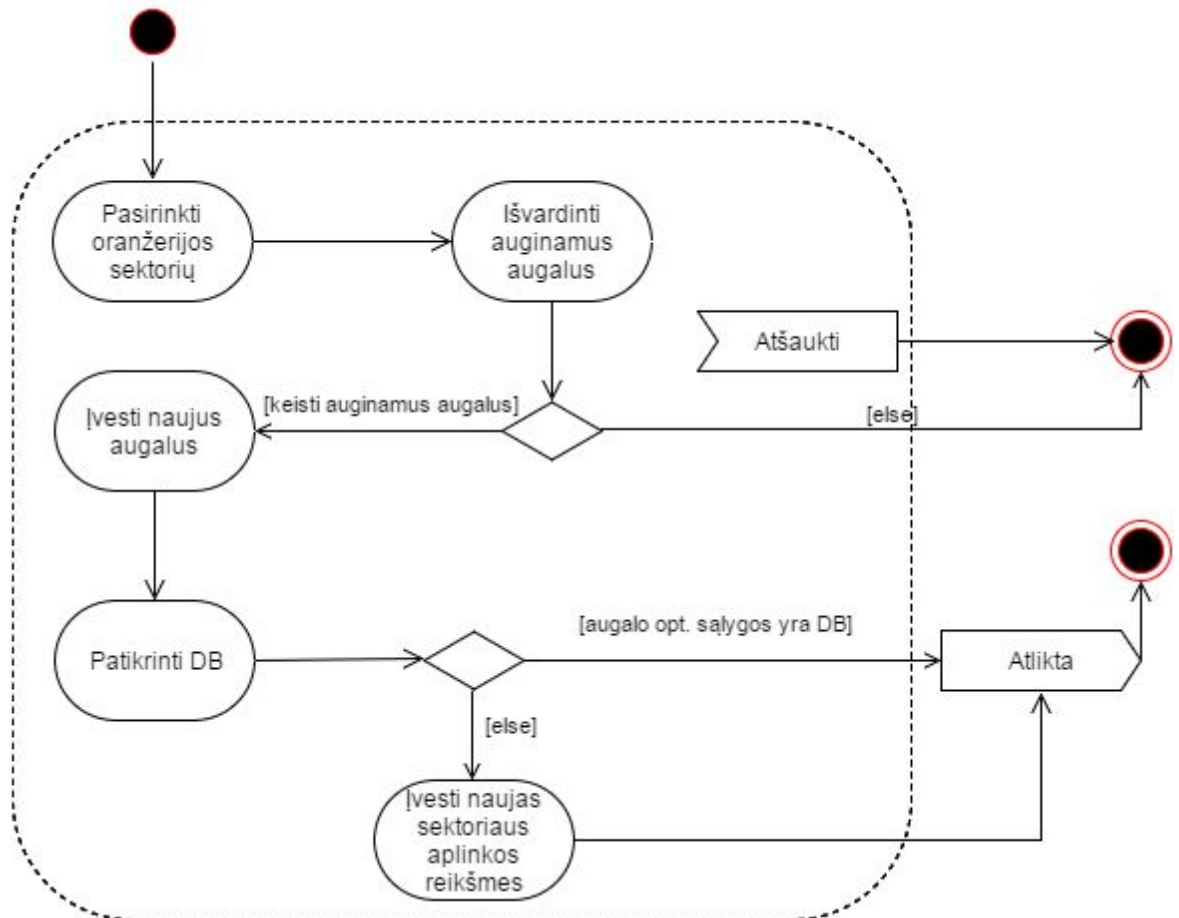 Pasirinkti
oranžerijos
sektorių
Išvardinti
auginamus
augalus
Atšaukti
[keisti auginamus augalus]
[else]
Įvesti naujus
augalus
[augalo opt. sąlygos yra DB]
Patikrinti DB
Atlikta
[else]
Įvesti naujas
sektoriaus
aplinkos
reikšmes